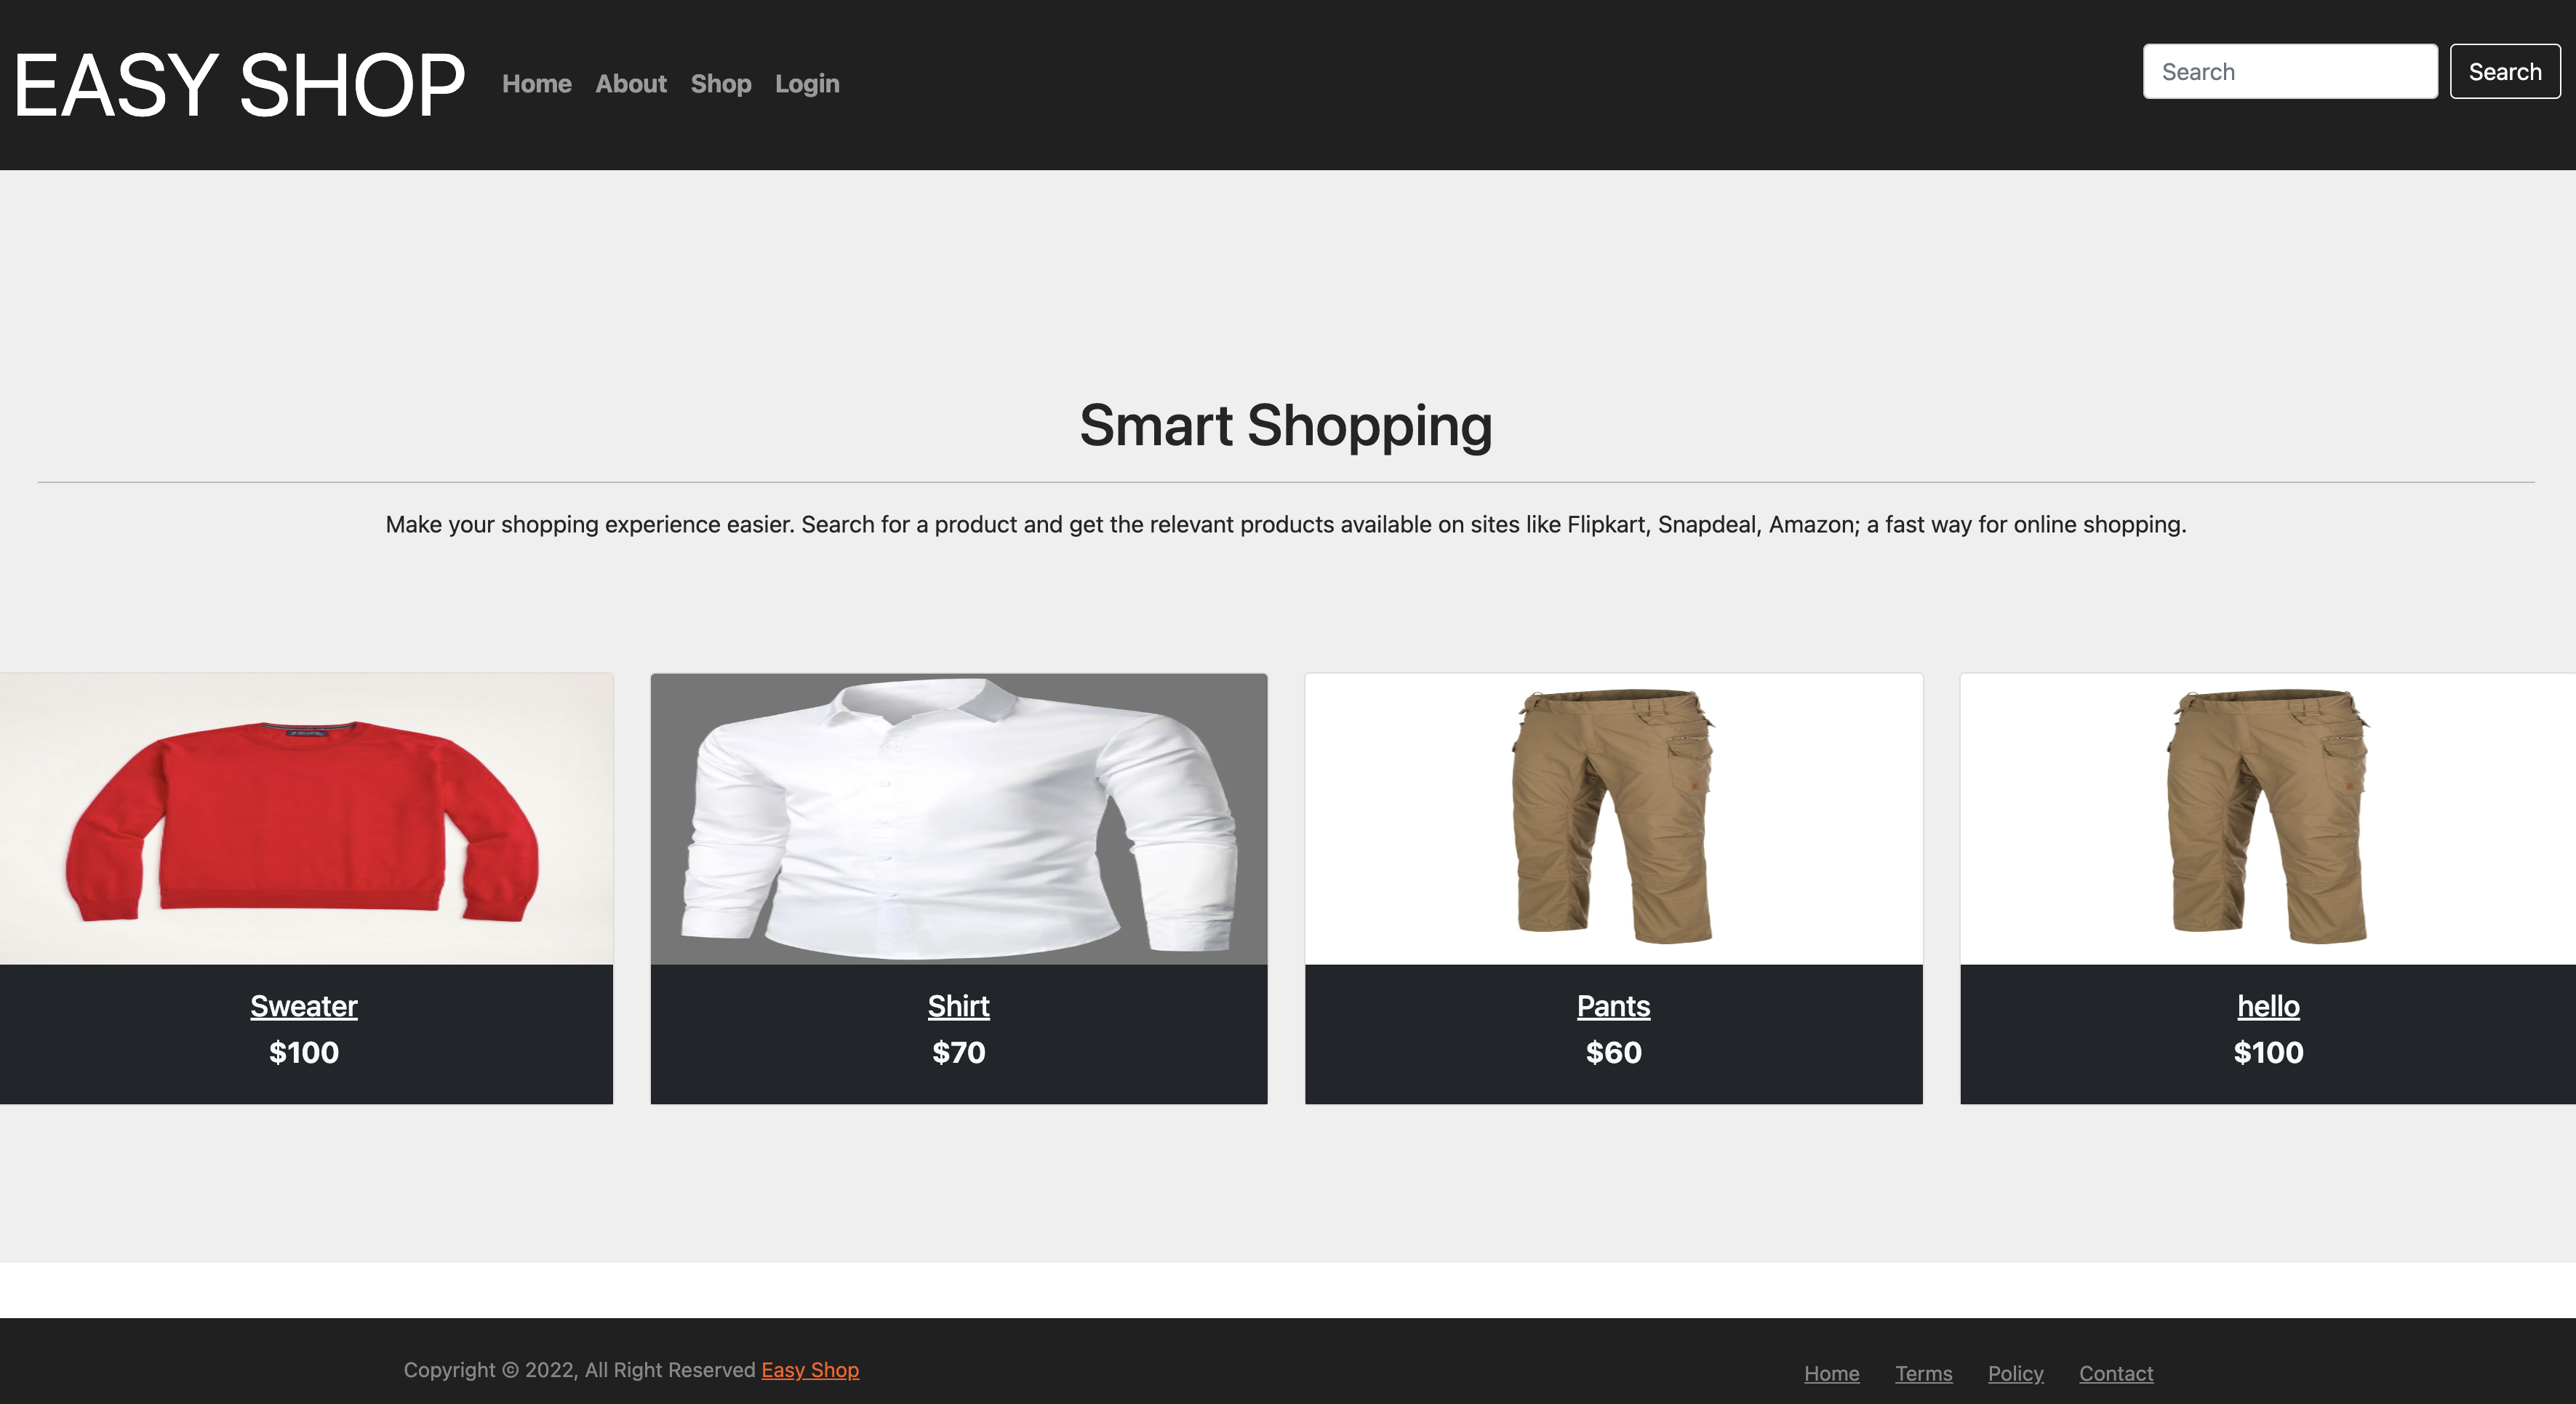 EASY SHOP
Home About Shop Login
Search
Search
Smart Shopping
Make your shopping experience easier. Search for a product and get the relevant products available on sites like Flipkart, Snapdeal, Amazon; a fast way for online shopping.
Sweater
$100
Shirt
$70
Pants
$60
hello
$100
Copyright © 2022, All Right Reserved Easy Shop
Home Terms Policy Contact